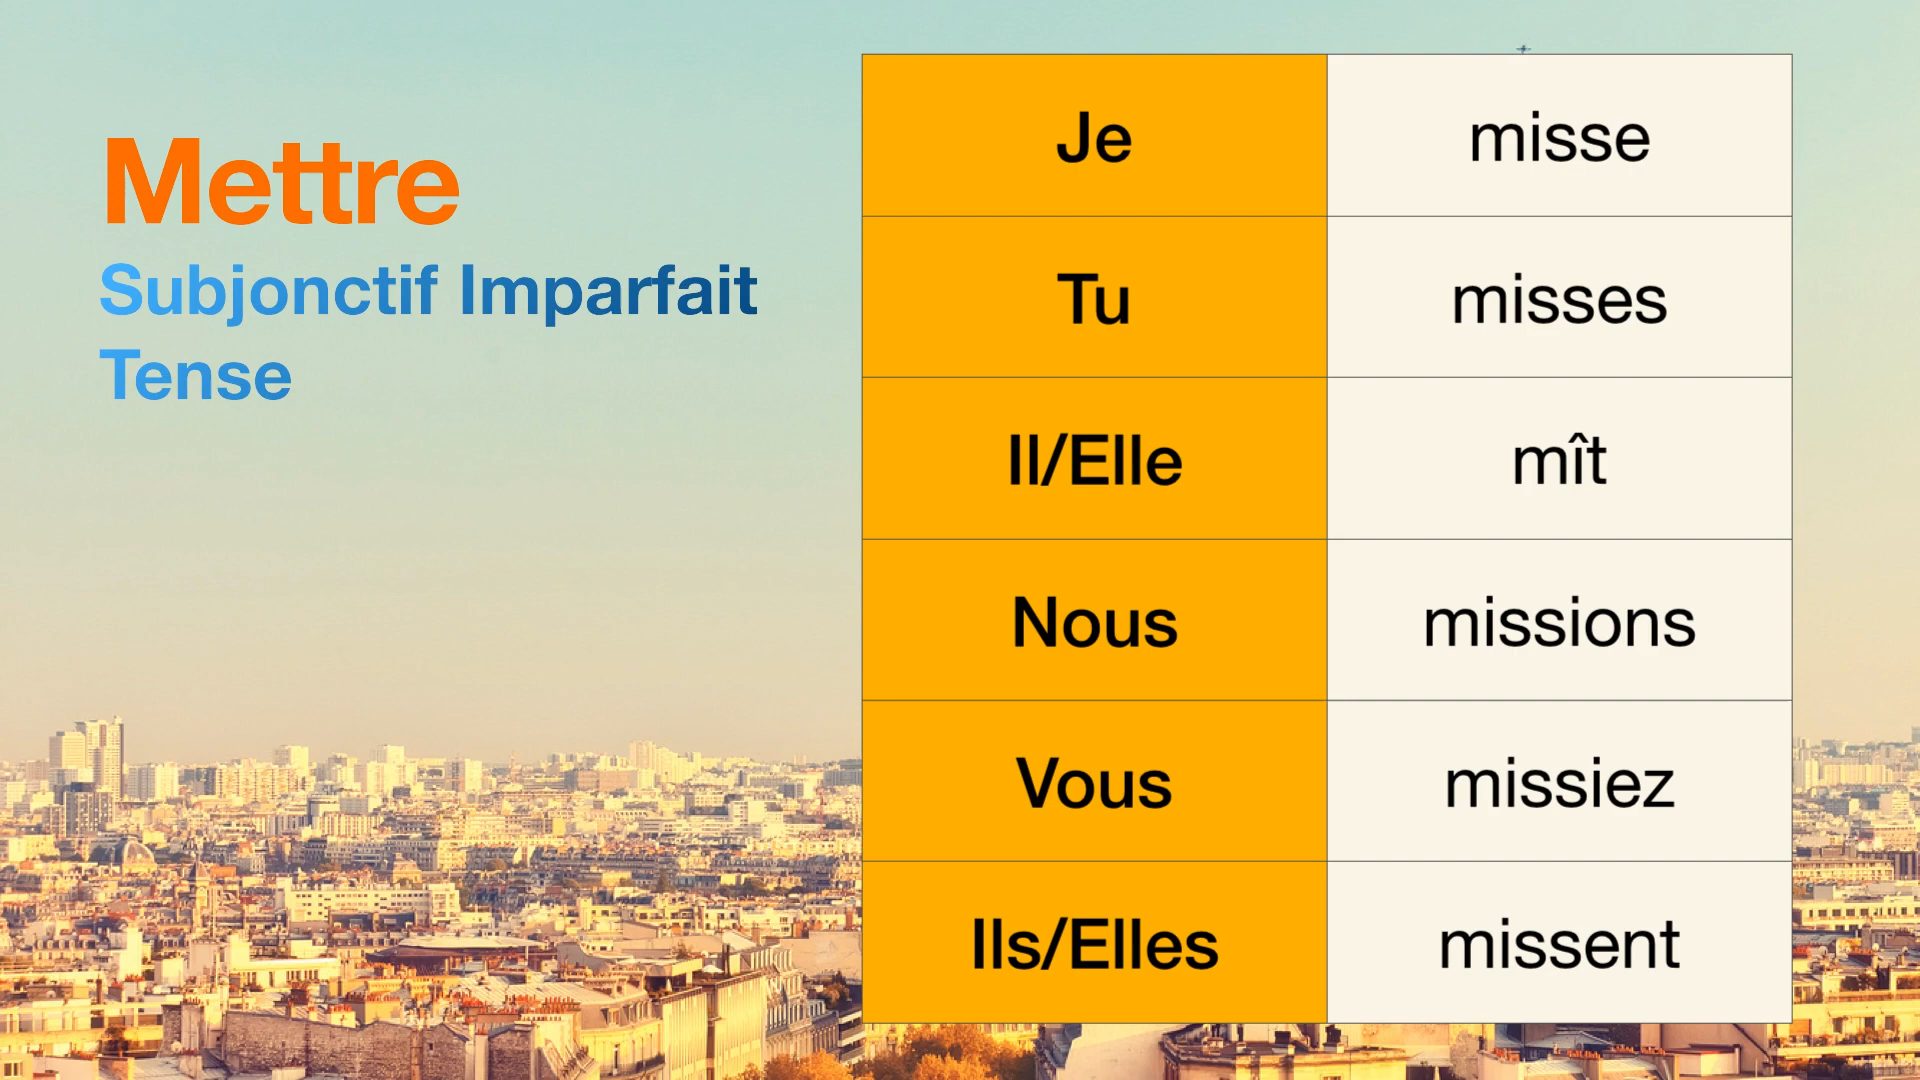 Mettre
Subjonctif Imparfait
Tense
Je misse
Tu misses
Il/Elle mît
Nous missions
Vous missiez
Ils/Elles missent